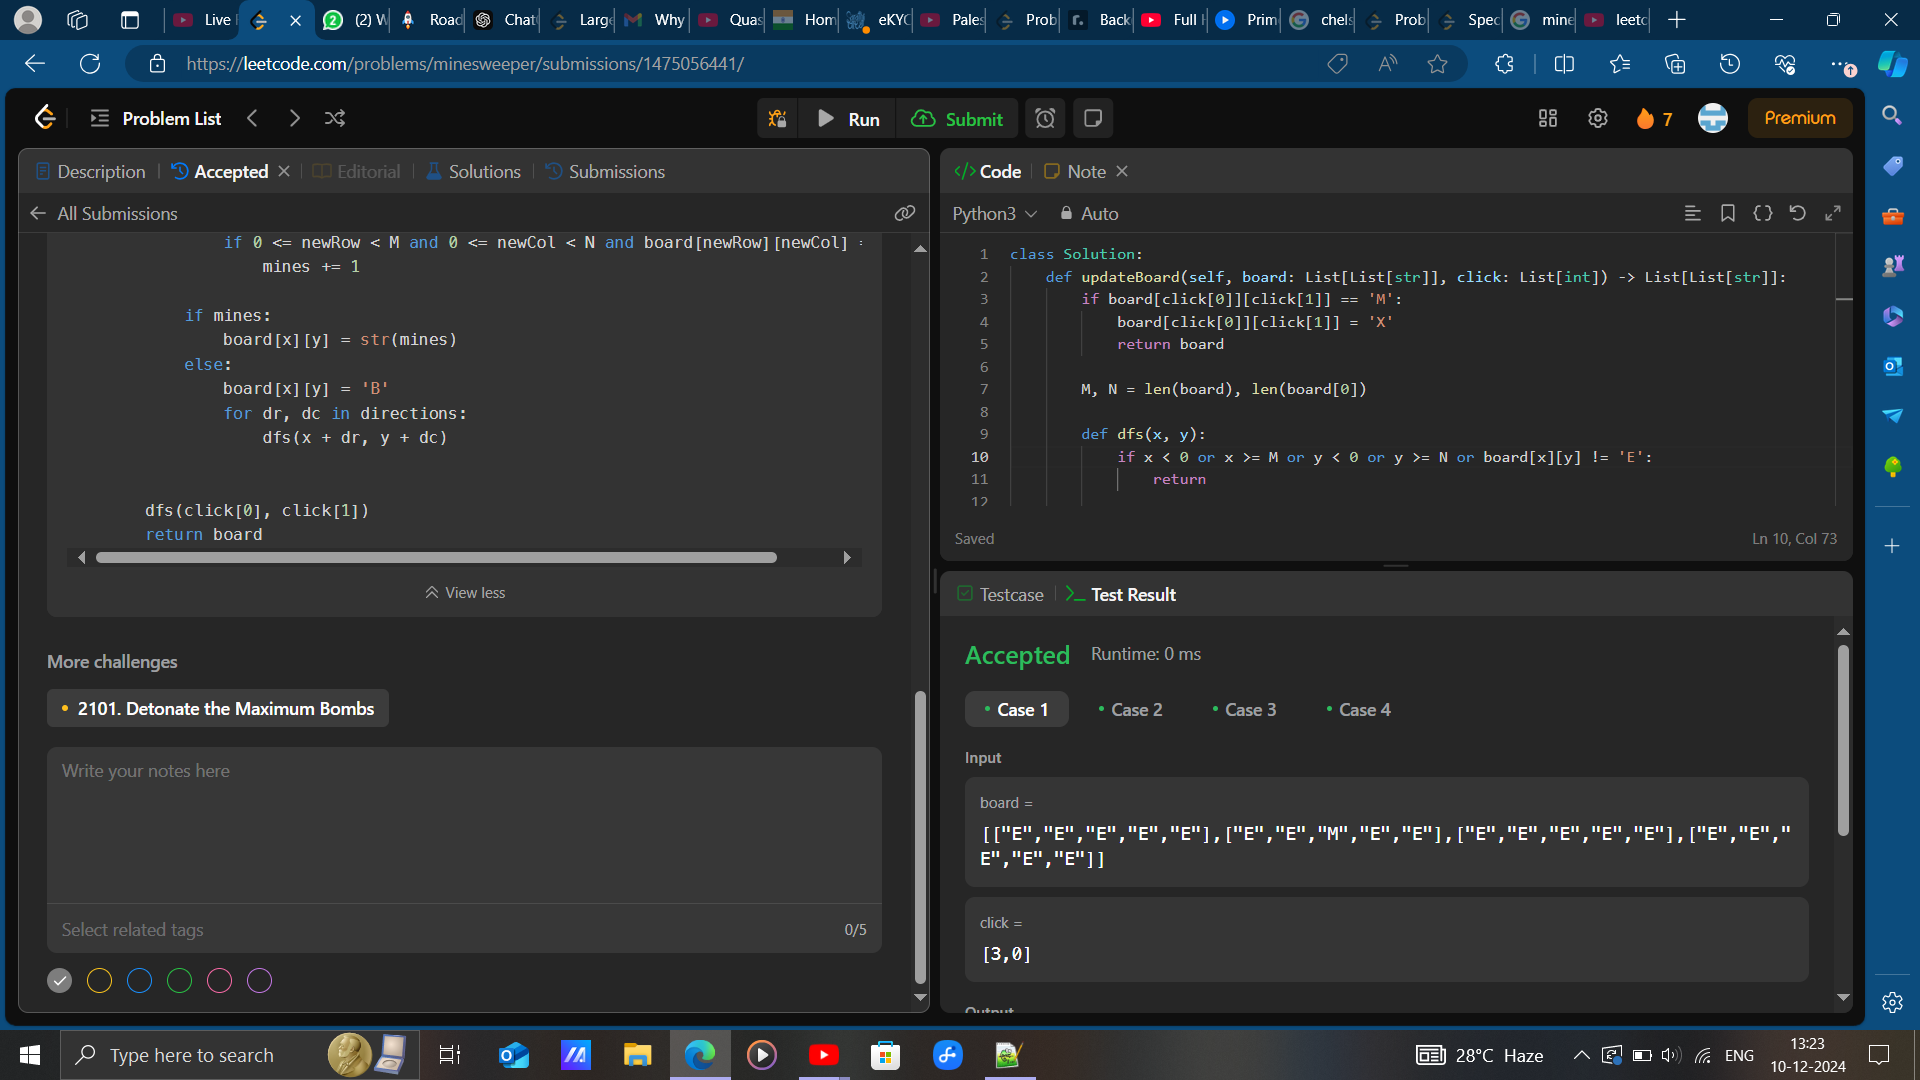 Live
(2) W
Road
Chat
Large
Why
Quas
Hom
eKYC
Pales
Prob
Back
Full
Prim
chels
Prob
Spec
mine
leetc
https://leetcode.com/problems/minesweeper/submissions/1475056441/
Problem List
Run
Submit
7
Premium
Description
Accepted
Editorial
Solutions
Submissions
All Submissions
if 0 <= newRow < M and 0 <= newCol < N and board[newRow][newCol] =
mines += 1
if mines:
board[x][y] = str(mines)
else:
board[x][y] = 'B'
for dr, dc in directions:
dfs(x + dr, y + dc)
dfs(click[0], click[1])
return board
View less
More challenges
2101. Detonate the Maximum Bombs
Write your notes here
Select related tags
0/5
Code
Note
Python3
Auto
1 class Solution:
2 def updateBoard(self, board: List[List[str]], click: List[int]) -> List[List[str]]:
3 if board[click[0]][click[1]] == 'M':
4 board[click[0]][click[1]] = 'X'
5 return board
6
7 M, N = len(board), len(board[0])
8
9 def dfs(x, y):
10 if x < 0 or x >= M or y < 0 or y >= N or board[x][y] != 'E':
11 return
12
Saved
Ln 10, Col 73
Testcase
Test Result
Accepted
Runtime: 0 ms
Case 1
Case 2
Case 3
Case 4
Input
board =
[["E","E","E","E","E"],["E","E","M","E","E"],["E","E","E","E","E"],["E","E","
E","E","E"]]
click =
[3,0]
Output
Type here to search
28°C Haze
ENG
13:23
10-12-2024